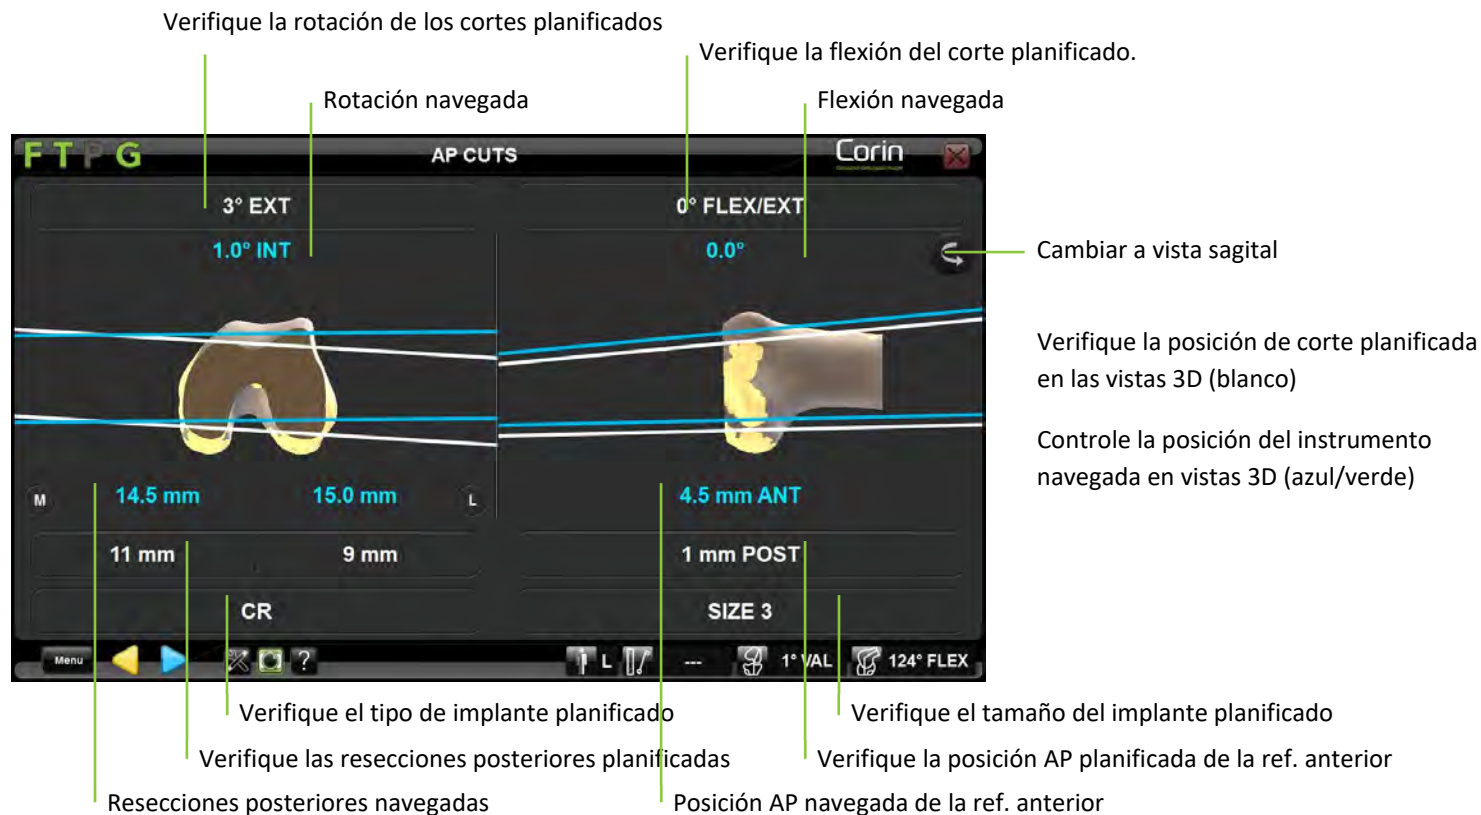 Verifique la rotación de los cortes planificados
Verifique la flexión del corte planificado.
Rotación navegada
Flexión navegada
F T P G
AP CUTS
Corin
3° EXT
0° FLEX/EXT
1.0° INT
0.0°
Cambiar a vista sagital
Verifique la posición de corte planificada
en las vistas 3D (blanco)
Controle la posición del instrumento
navegada en vistas 3D (azul/verde)
M
14.5 mm
15.0 mm
L
4.5 mm ANT
11 mm
9 mm
1 mm POST
CR
SIZE 3
Menu
?
L
---
1° VAL
124° FLEX
Verifique el tipo de implante planificado
Verifique el tamaño del implante planificado
Verifique las resecciones posteriores planificadas
Verifique la posición AP planificada de la ref. anterior
Resecciones posteriores navegadas
Posición AP navegada de la ref. anterior